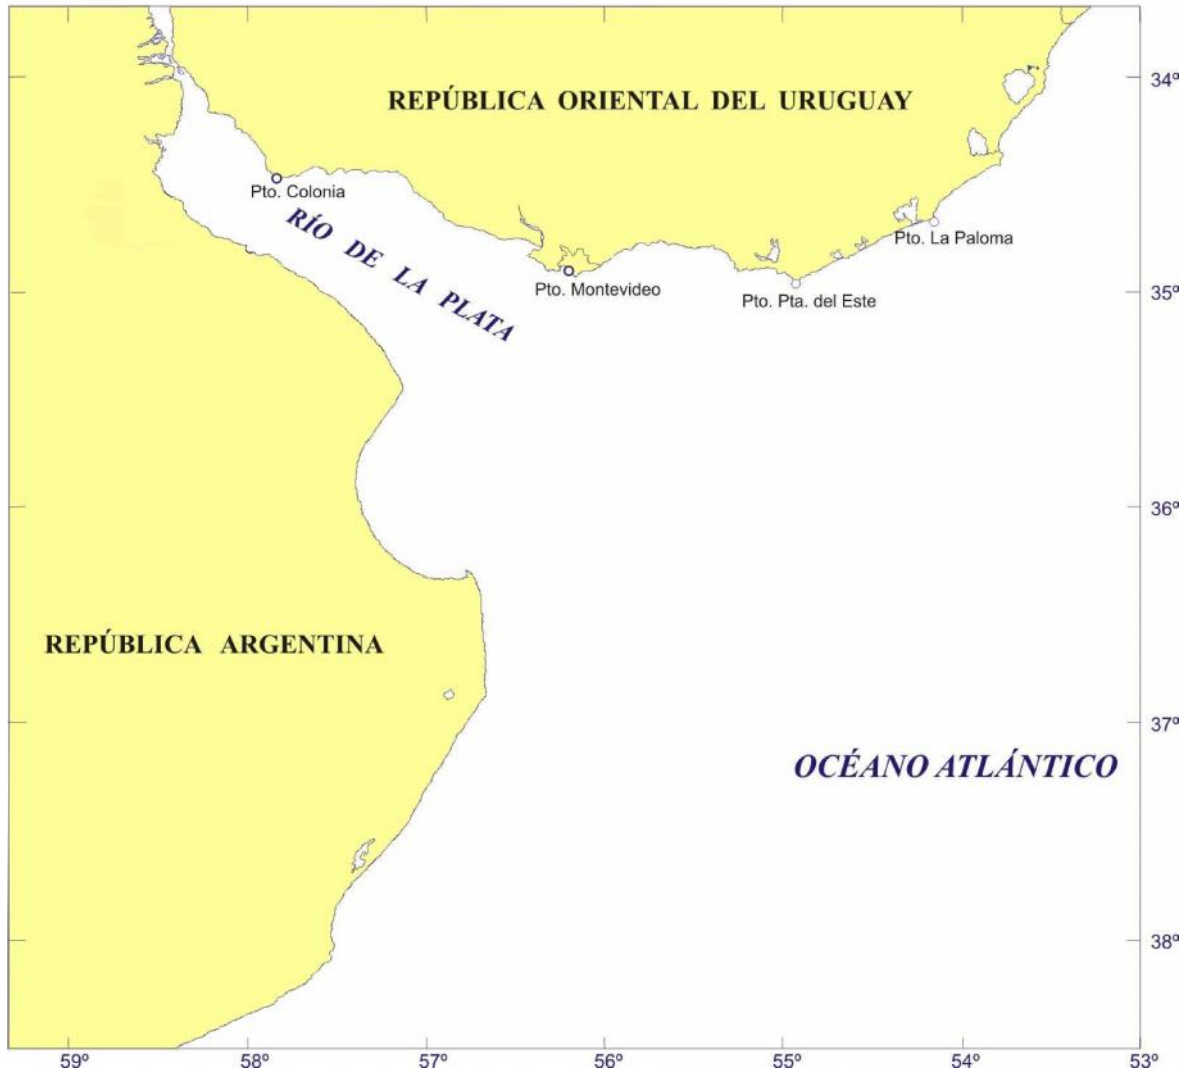 34º
REPÚBLICA ORIENTAL DEL URUGUAY
Pto. Colonia
RÍO DE LA PLATA
Pto. La Paloma
Pto. Montevideo
Pto. Pta. del Este
35º
36º
REPÚBLICA ARGENTINA
37º
OCÉANO ATLÁNTICO
38º
59º 58º 57º 56º 55º 54º 53º